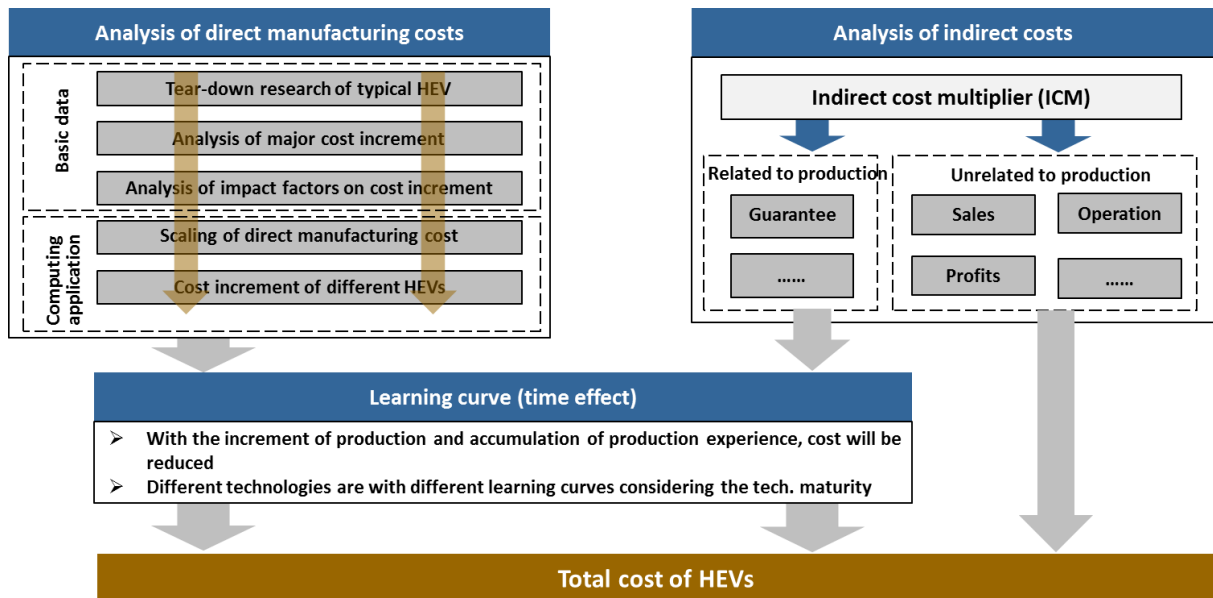 Analysis of direct manufacturing costs
Basic data
Tear-down research of typical HEV
Analysis of major cost increment
Analysis of impact factors on cost increment
Computing
application
Scaling of direct manufacturing cost
Cost increment of different HEVs
Analysis of indirect costs
Indirect cost multiplier (ICM)
Related to production
Guarantee
......
Unrelated to production
Sales
Operation
Profits
......
Learning curve (time effect)
➢ With the increment of production and accumulation of production experience, cost will be
reduced
➢ Different technologies are with different learning curves considering the tech. maturity
Total cost of HEVs